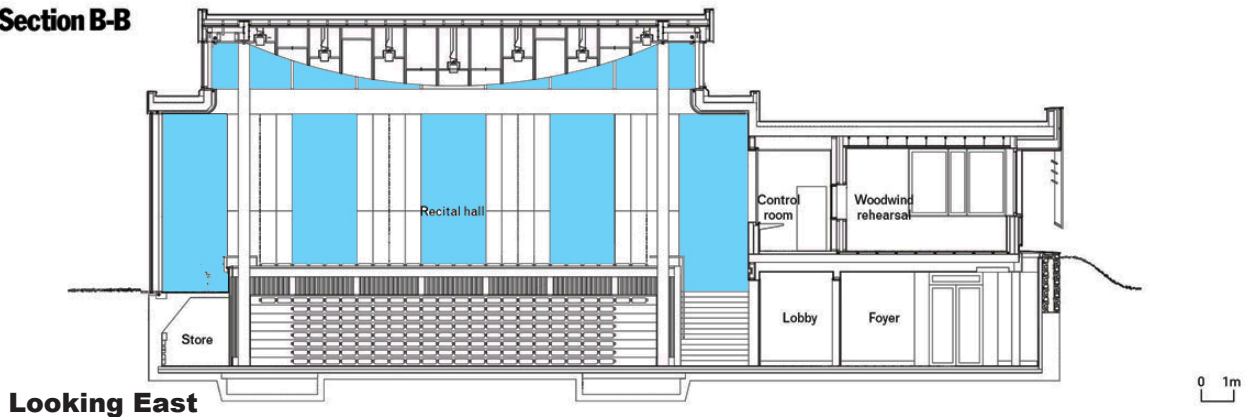 Section B-B
Recital hall
Control
room
Woodwind
rehearsal
Store
Lobby
Foyer
Looking East
0 1m